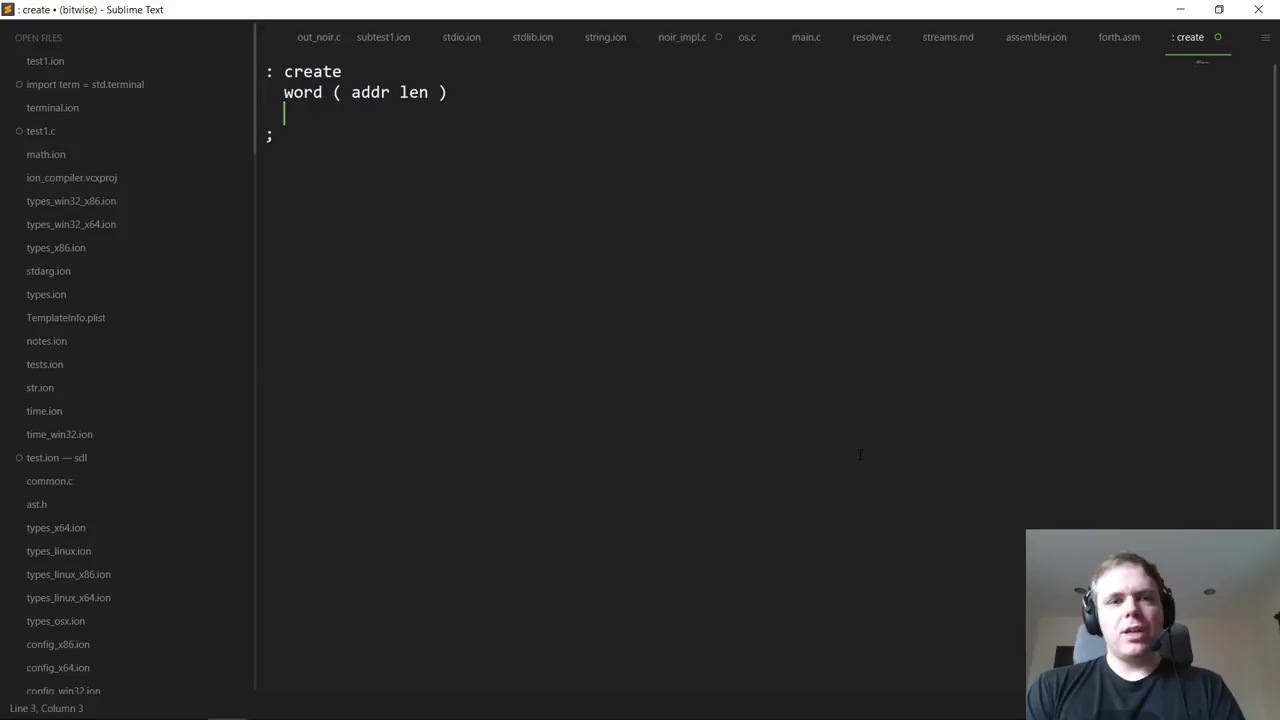 : create • (bitwise) - Sublime Text
OPEN FILES
test1.ion
import term = std.terminal
terminal.ion
test1.c
math.ion
ion_compiler.vcxproj
types_win32_x86.ion
types_win32_x64.ion
types_x86.ion
stdarg.ion
types.ion
TemplateInfo.plist
notes.ion
tests.ion
str.ion
time.ion
time_win32.ion
test.ion — sdl
common.c
ast.h
types_x64.ion
types_linux.ion
types_linux_x86.ion
types_linux_x64.ion
types_osx.ion
config_x86.ion
config_x64.ion
config_win32.ion
out_noir.c subtest1.ion stdio.ion stdlib.ion string.ion noir_impl.c os.c main.c resolve.c streams.md assembler.ion forth.asm : create
: create
word ( addr len )
;
Line 3, Column 3